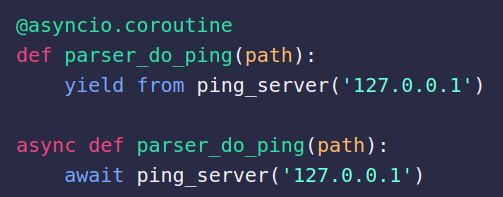 @asyncio.coroutine
def parser_do_ping(path):
    yield from ping_server('127.0.0.1')
async def parser_do_ping(path):
    await ping_server('127.0.0.1')